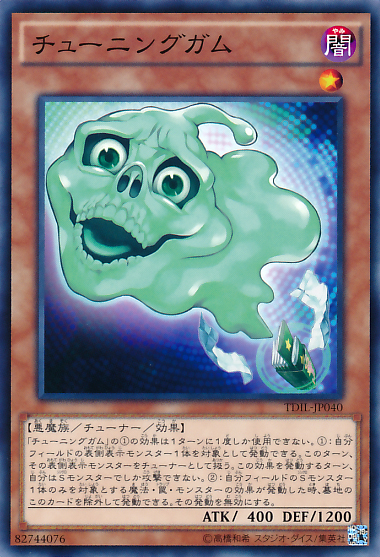 チューニングガム
闇
TDIL-JP040
【悪魔族/チューナー/効果】
「チューニングガム」の①の効果は1ターンに1度しか使用できない。①:自分
フィールドの表側表示モンスター1体を対象として発動できる。このターン、
その表側表示モンスターをチューナーとして扱う。この効果を発動するターン、
自分はSモンスターでしか攻撃できない。②:自分フィールドのSモンスター
1体のみを対象とする魔法・罠・モンスターの効果が発動した時、墓地の
このカードを除外して発動できる。その発動を無効にする。
ATK/ 400 DEF/1200
82744076
©高橋和希 スタジオ・ダイス/集英社